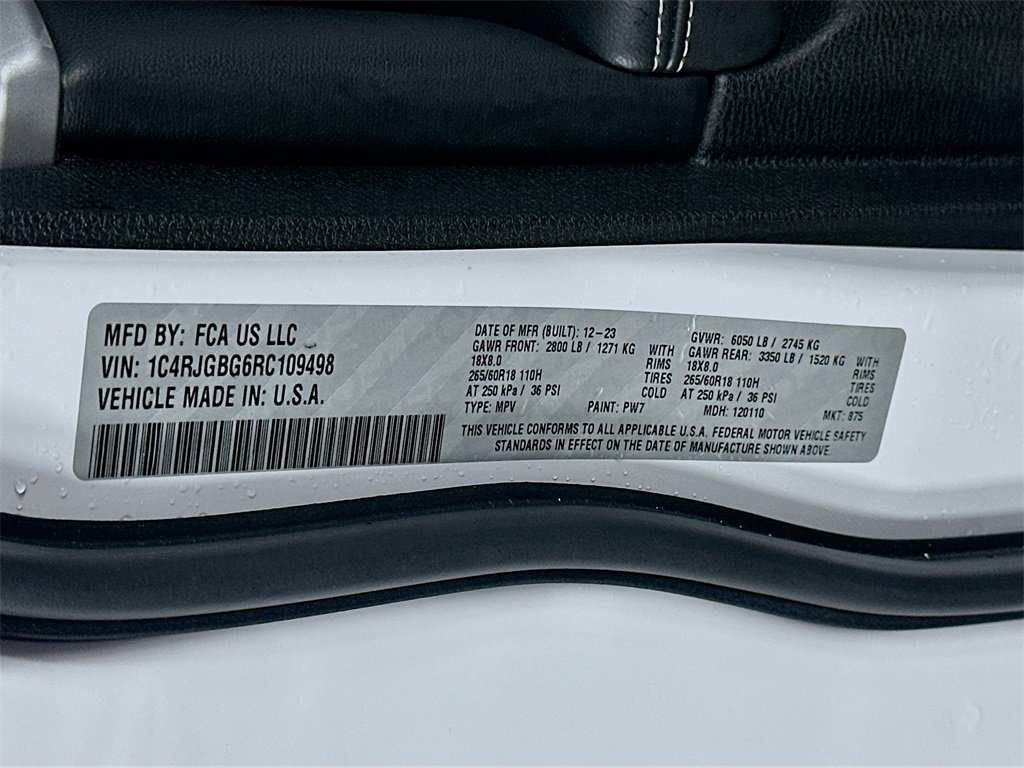 MFD BY: FCA US LLC
VIN: 1C4RJGBG6RC109498
VEHICLE MADE IN: U.S.A.
DATE OF MFR (BUILT): 12-23
GAWR FRONT: 2800 LB / 1271 KG WITH
18X8.0 RIMS
265/60R18 110H TIRES
AT 250 kPa / 36 PSI COLD
TYPE: MPV PAINT: PW7
GVWR: 6050 LB / 2745 KG
GAWR REAR: 3350 LB / 1520 KG WITH
18X8.0 RIMS
265/60R18 110H TIRES
AT 250 kPa / 36 PSI COLD
MDH: 120110 MKT: 875
THIS VEHICLE CONFORMS TO ALL APPLICABLE U.S.A. FEDERAL MOTOR VEHICLE SAFETY
STANDARDS IN EFFECT ON THE DATE OF MANUFACTURE SHOWN ABOVE.